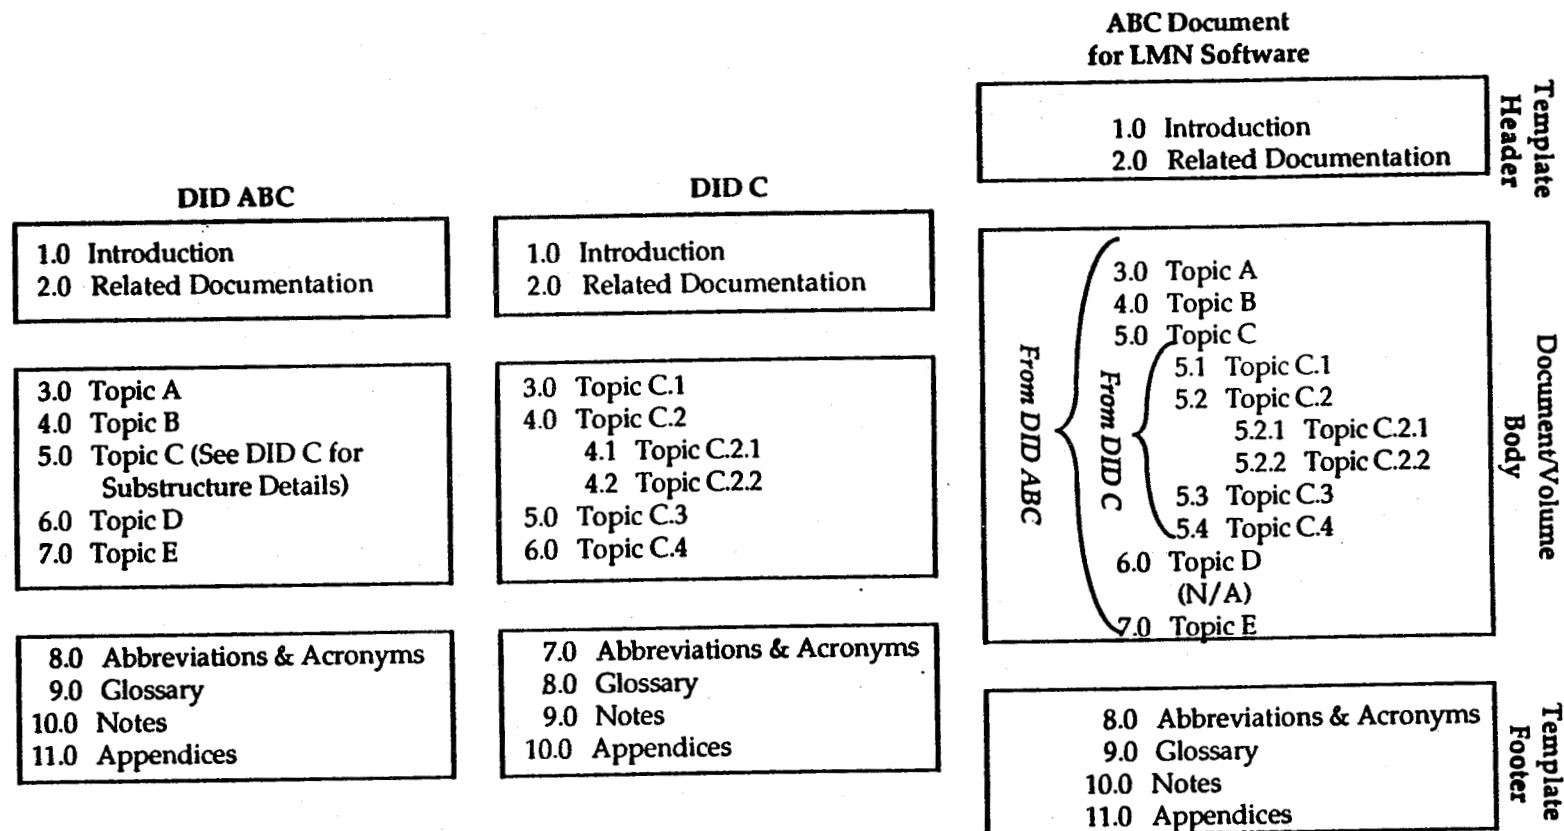 DID ABC
1.0 Introduction
2.0 Related Documentation
3.0 Topic A
4.0 Topic B
5.0 Topic C (See DID C for
Substructure Details)
6.0 Topic D
7.0 Topic E
8.0 Abbreviations & Acronyms
9.0 Glossary
10.0 Notes
11.0 Appendices
DID C
1.0 Introduction
2.0 Related Documentation
3.0 Topic C.1
4.0 Topic C.2
4.1 Topic C.2.1
4.2 Topic C.2.2
5.0 Topic C.3
6.0 Topic C.4
7.0 Abbreviations & Acronyms
8.0 Glossary
9.0 Notes
10.0 Appendices
ABC Document
for LMN Software
1.0 Introduction
2.0 Related Documentation
Template
Header
From DID ABC
From DID C
3.0 Topic A
4.0 Topic B
5.0 Topic C
5.1 Topic C.1
5.2 Topic C.2
5.2.1 Topic C.2.1
5.2.2 Topic C.2.2
5.3 Topic C.3
5.4 Topic C.4
6.0 Topic D
(N/A)
7.0 Topic E
Document/Volume
Body
8.0 Abbreviations & Acronyms
9.0 Glossary
10.0 Notes
11.0 Appendices
Template
Footer